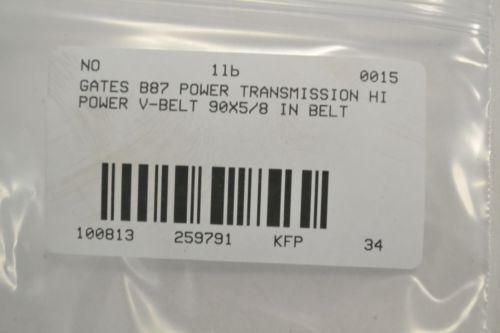 NO 1lb 0015
GATES B87 POWER TRANSMISSION HI
POWER V-BELT 90X5/8 IN BELT
100813 259791 KFP 34